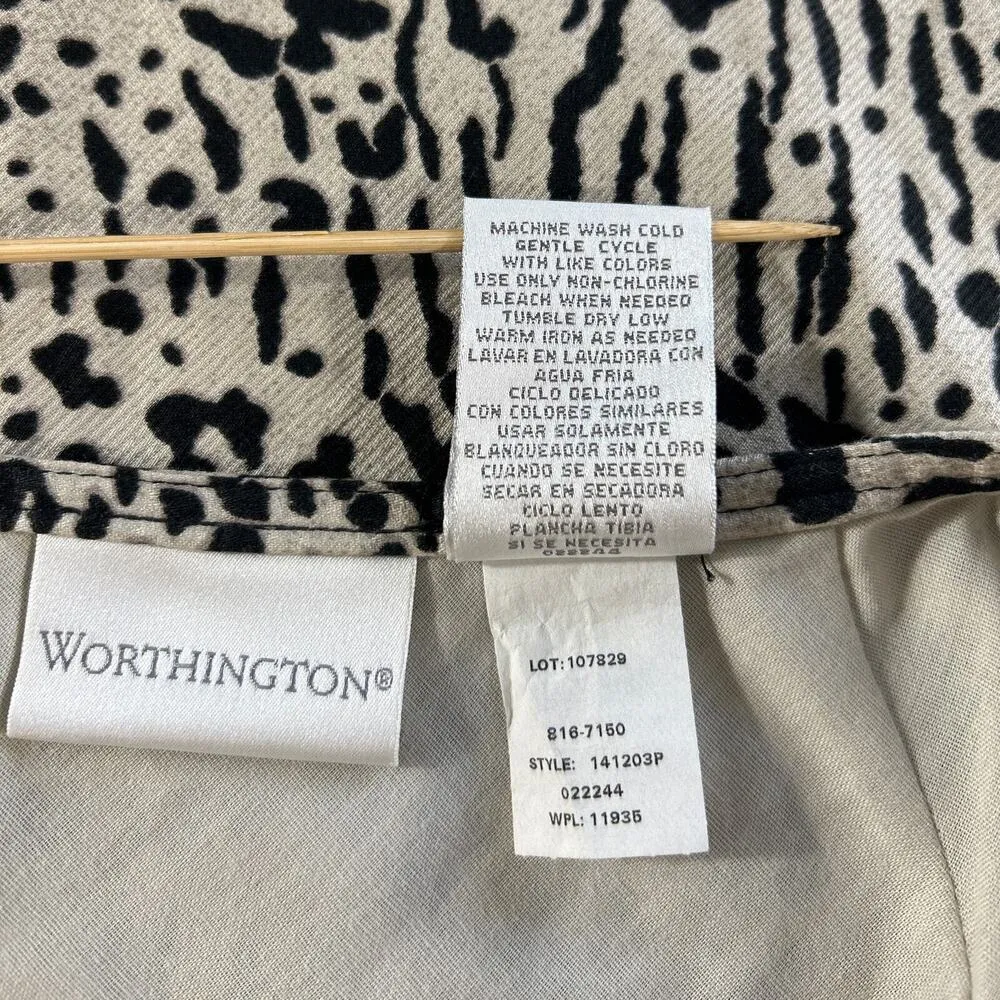 MACHINE WASH COLD
GENTLE CYCLE
WITH LIKE COLORS
USE ONLY NON-CHLORINE
BLEACH WHEN NEEDED
TUMBLE DRY LOW
WARM IRON AS NEEDED
LAVAR EN LAVADORA CON
AGUA FRIA
CICLO DELICADO
CON COLORES SIMILARES
USAR SOLAMENTE
BLANQUEADOR SIN CLORO
CUANDO SE NECESITE
SECAR EN SECADORA
CICLO LENTO
PLANCHA TIBIA
SI SE NECESITA
022244
WORTHINGTON®
LOT: 107829
816-7150
STYLE: 141203P
022244
WPL: 11935